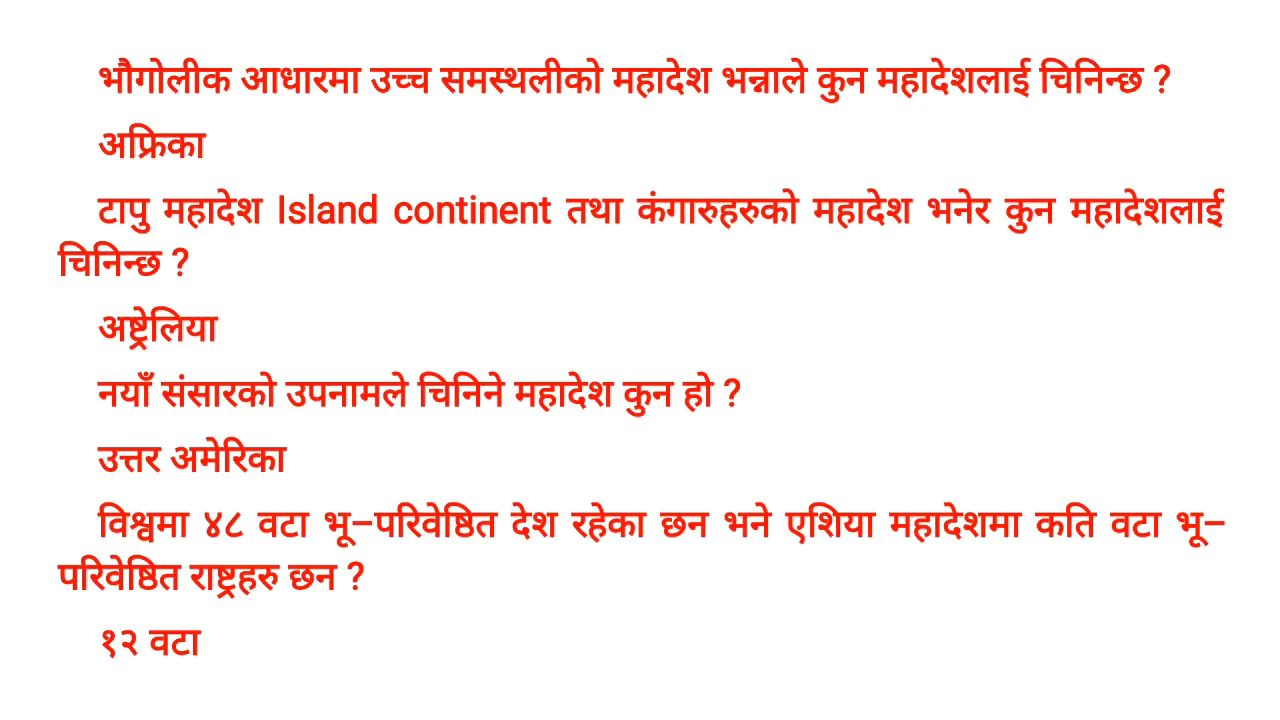 भौगोलीक आधारमा उच्च समस्थलीको महादेश भन्नाले कुन महादेशलाई चिनिन्छ ?
अफ्रिका
टापु महादेश Island continent तथा कंगारुहरुको महादेश भनेर कुन महादेशलाई
चिनिन्छ ?
अष्ट्रेलिया
नयाँ संसारको उपनामले चिनिने महादेश कुन हो ?
उत्तर अमेरिका
विश्वमा ४८ वटा भू–परिवेष्ठित देश रहेका छन भने एशिया महादेशमा कति वटा भू–
परिवेष्ठित राष्ट्रहरु छन ?
१२ वटा